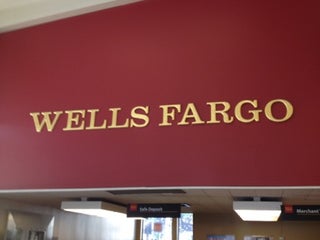 WELLS FARGO
Safe Deposit
Merchant